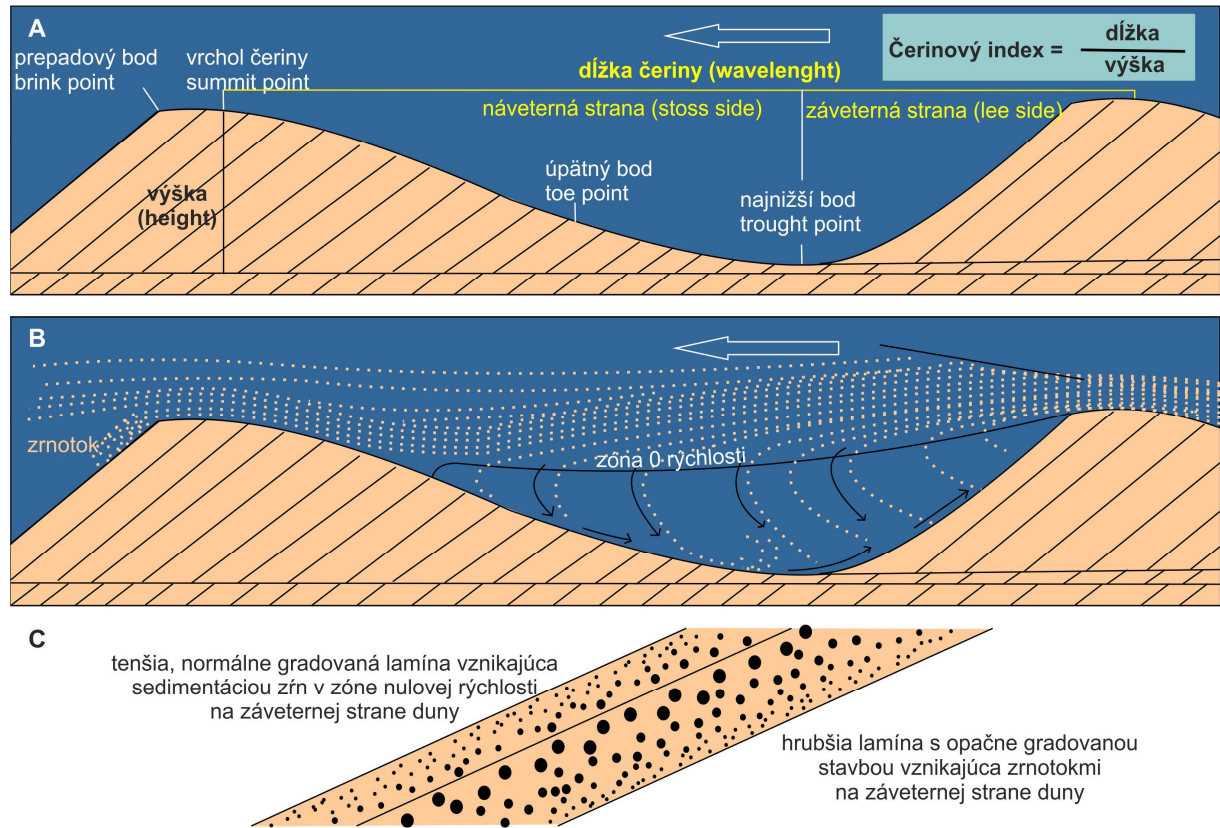 A
prepadový bod
brink point
vrchol čeriny
summit point
dĺžka čeriny (wavelenght)
Čerinový index =
dĺžka
výška
náveterná strana (stoss side)
záveterná strana (lee side)
výška
(height)
úpätný bod
toe point
najnižší bod
trought point
B
zrnotok
zóna 0 rýchlosti
C
tenšia, normálne gradovaná lamína vznikajúca
sedimentáciou zŕn v zóne nulovej rýchlosti
na záveternej strane duny
hrubšia lamína s opačne gradovanou
stavbou vznikajúca zrnotokmi
na záveternej strane duny